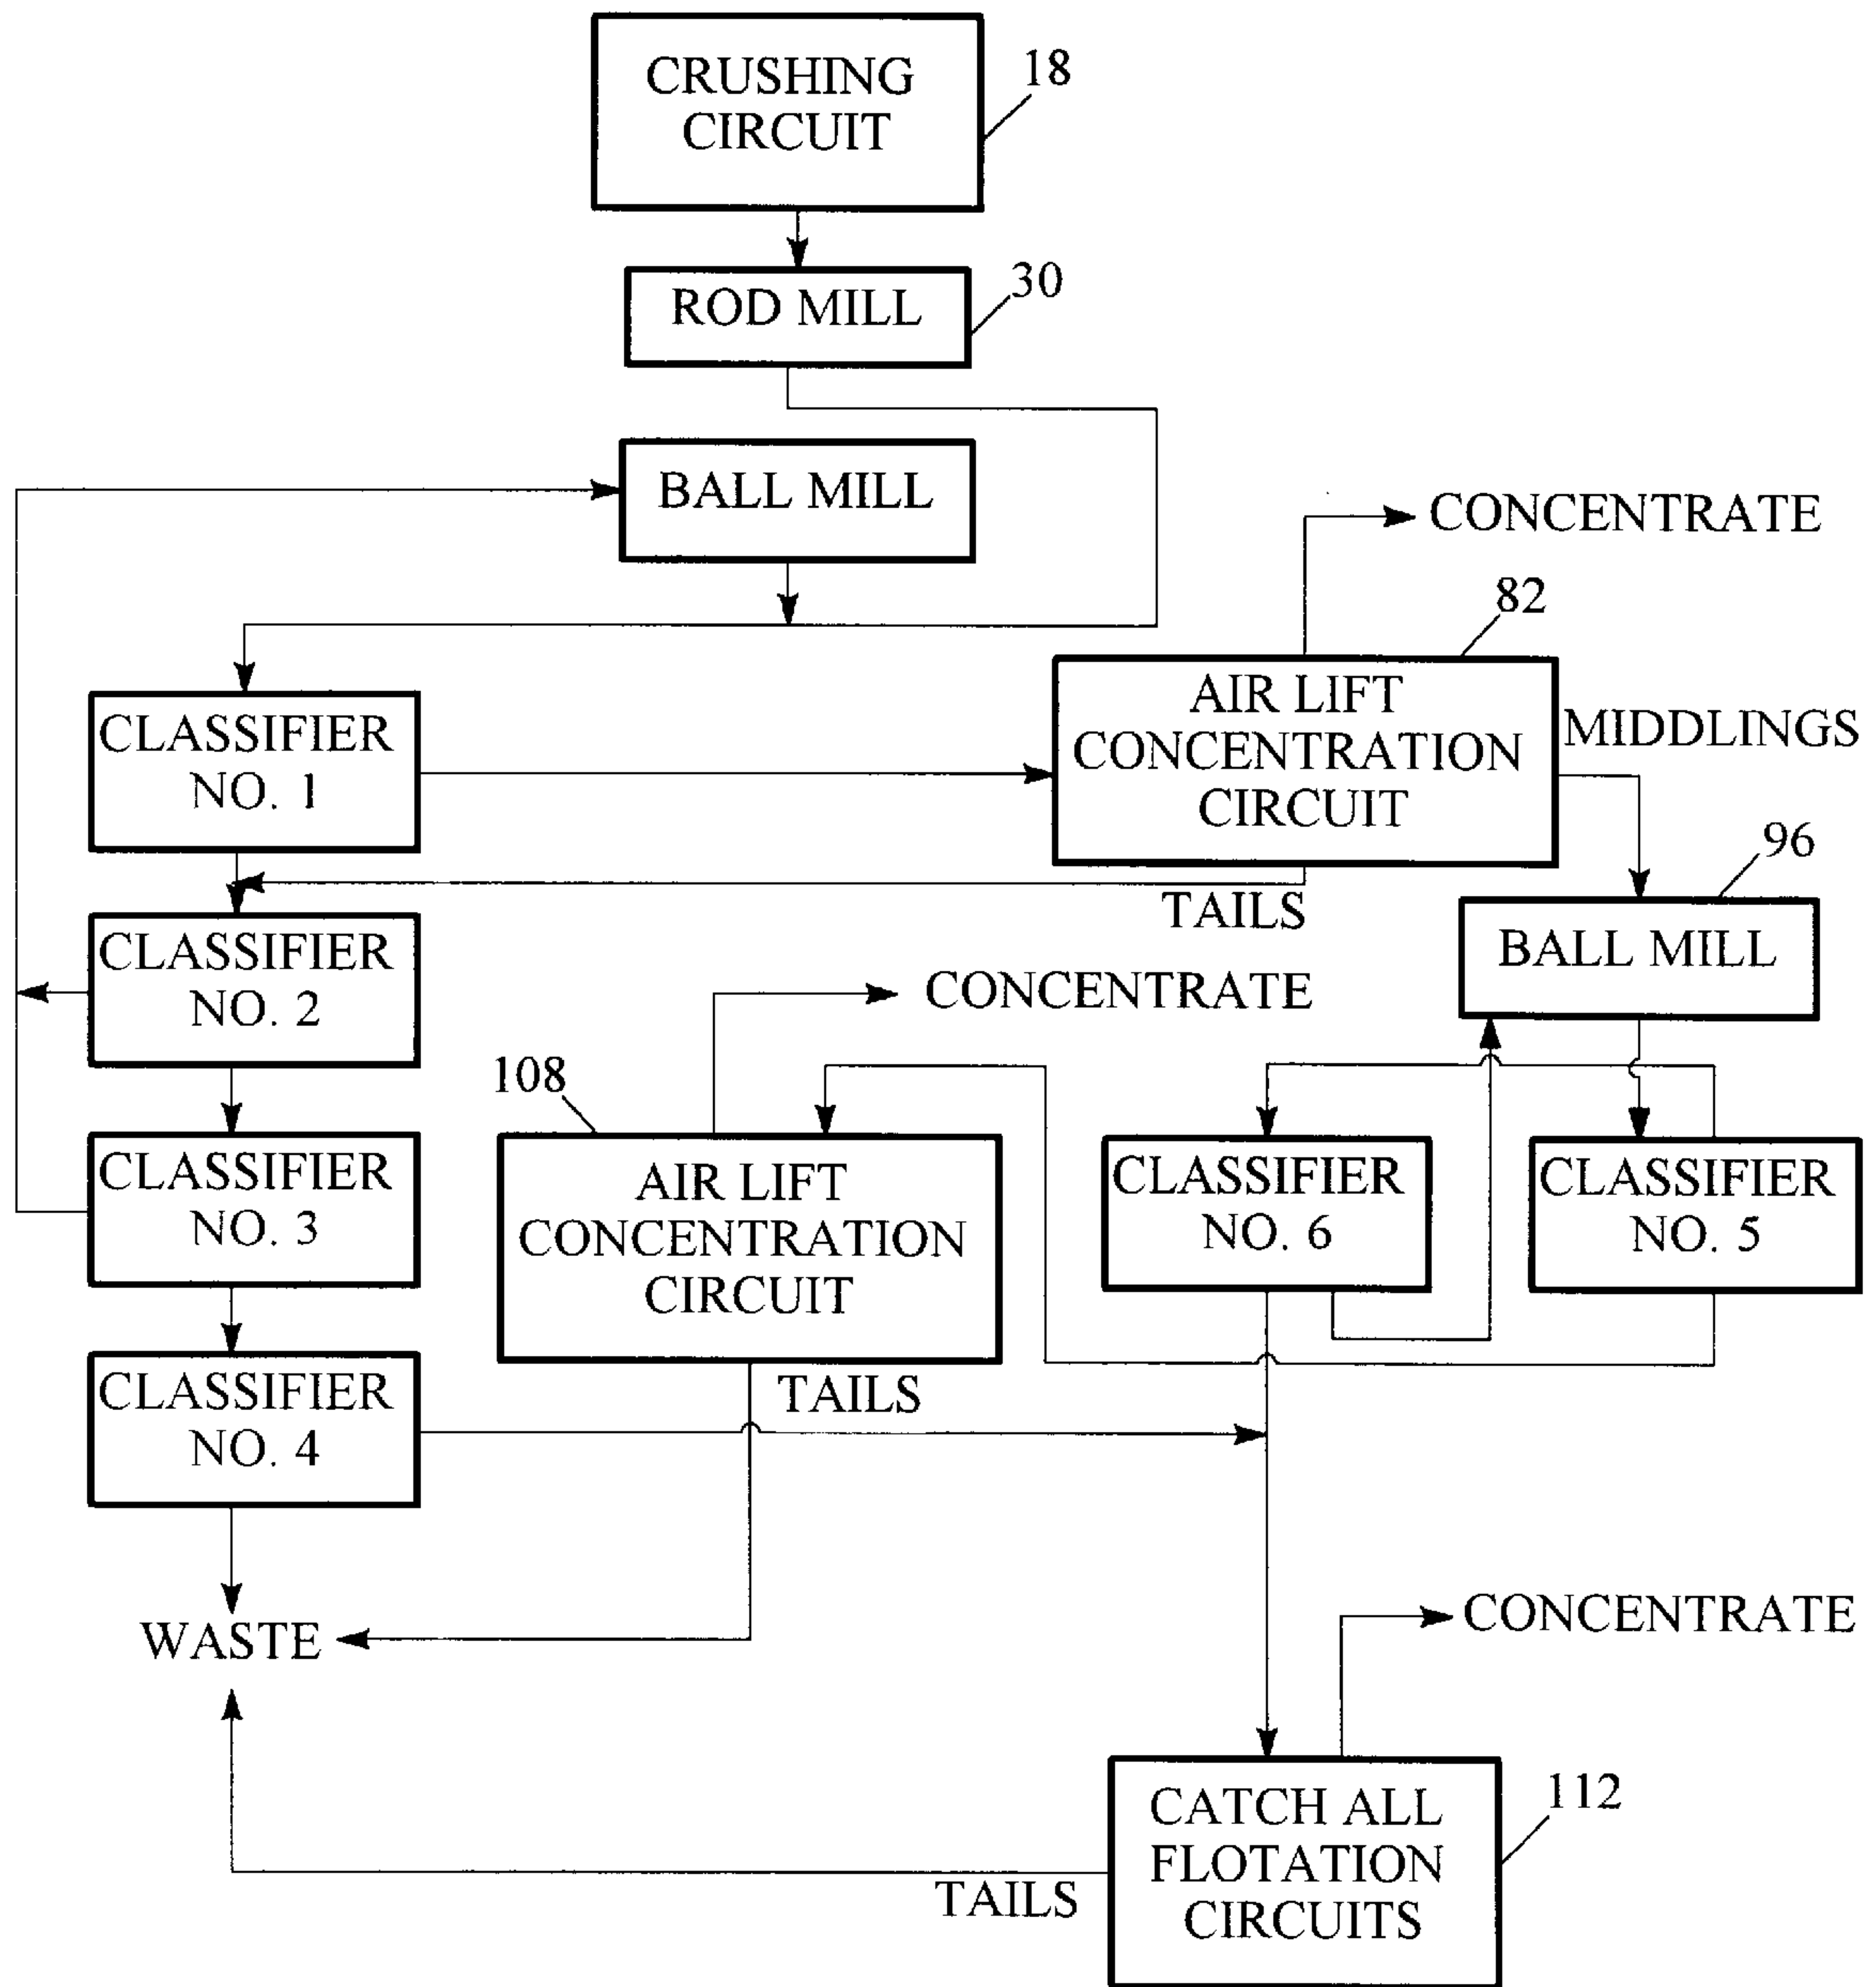 CRUSHING
CIRCUIT
18
ROD MILL
30
BALL MILL
CONCENTRATE
82
AIR LIFT
CONCENTRATION
CIRCUIT
MIDDLINGS
CLASSIFIER
NO. 1
TAILS
96
BALL MILL
CLASSIFIER
NO. 2
CONCENTRATE
108
AIR LIFT
CONCENTRATION
CIRCUIT
CLASSIFIER
NO. 6
CLASSIFIER
NO. 5
CLASSIFIER
NO. 3
TAILS
CLASSIFIER
NO. 4
WASTE
CONCENTRATE
CATCH ALL
FLOTATION
CIRCUITS
112
TAILS